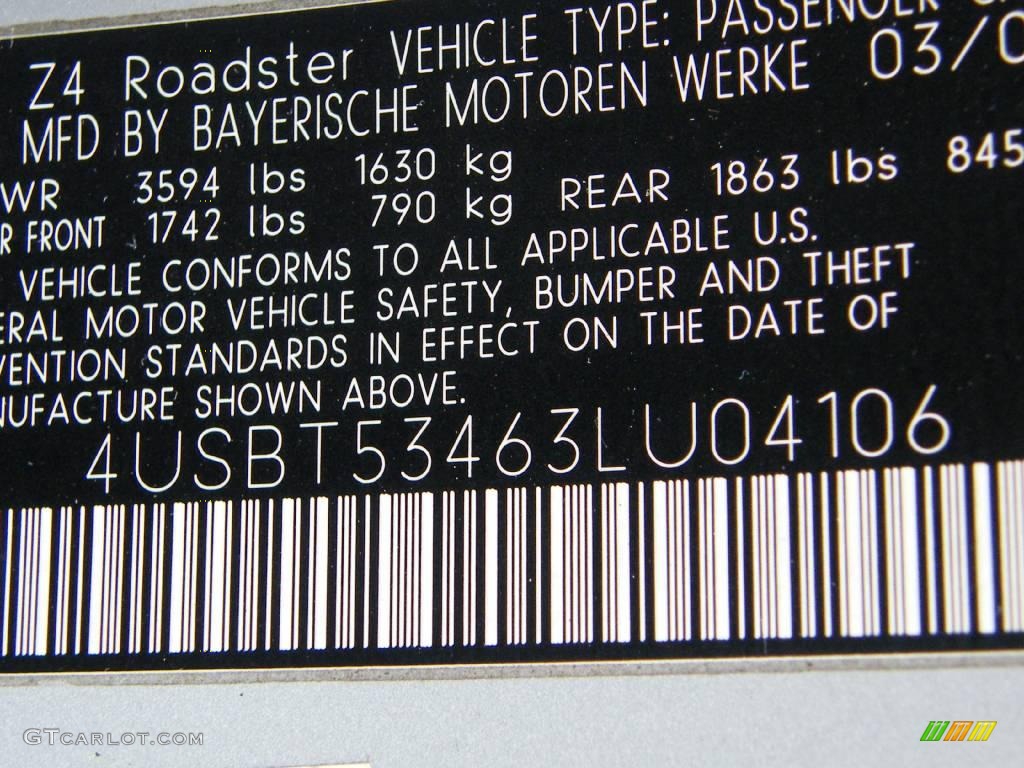 Z4 Roadster VEHICLE TYPE: PASSENGER
MFD BY BAYERISCHE MOTOREN WERKE 03/0
WR 3594 lbs 1630 kg
R FRONT 1742 lbs 790 kg REAR 1863 lbs 845
VEHICLE CONFORMS TO ALL APPLICABLE U.S.
ERAL MOTOR VEHICLE SAFETY, BUMPER AND THEFT
VENTION STANDARDS IN EFFECT ON THE DATE OF
NUFACTURE SHOWN ABOVE.
4USBT53463LU04106
GTCARLOT.COM